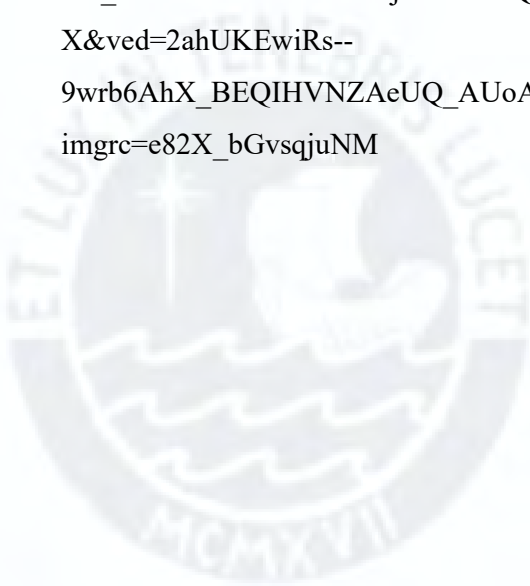 X&ved=2ahUKEwiRs--
9wrb6AhX_BEQIHVNZAeUQ_AUoA
imgrc=e82X_bGvsqjuNM
ET LUX IN TENEBRIS LUCET
MCMXVII